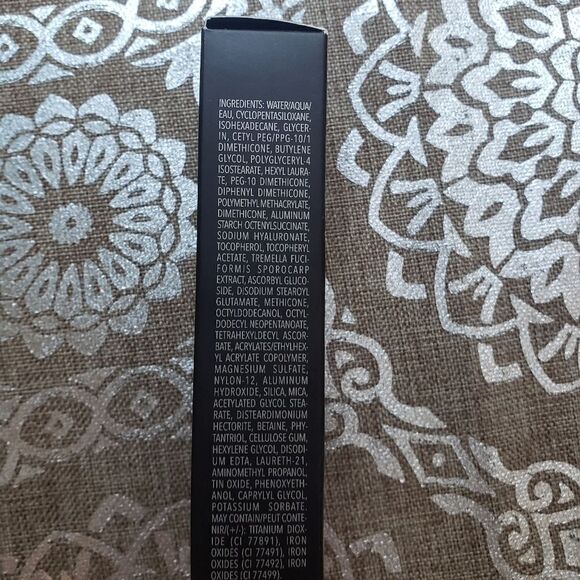 INGREDIENTS: WATER/AQUA/
EAU, CYCLOPENTASILOXANE,
ISOHEXADECANE, GLYCER-
IN, CETYL PEG/PPG-10/1
DIMETHICONE, BUTYLENE
GLYCOL, POLYGLYCERYL-4
ISOSTEARATE, HEXYL LAURA-
TE, PEG-10 DIMETHICONE,
DIPHENYL DIMETHICONE,
POLYMETHYL METHACRYLATE,
DIMETHICONE, ALUMINUM
STARCH OCTENYLSUCCINATE,
SODIUM HYALURONATE,
TOCOPHEROL, TOCOPHERYL
ACETATE, TREMELLA FUCI-
FORMIS SPOROCARP
EXTRACT, ASCORBYL GLUCO-
SIDE, DISODIUM STEAROYL
GLUTAMATE, METHICONE,
OCTYLDODECANOL, OCTYL-
DODECYL NEOPENTANOATE,
TETRAHEXYLDECYL ASCOR-
BATE, ACRYLATES/ETHYLHEX-
YL ACRYLATE COPOLYMER,
MAGNESIUM SULFATE,
NYLON-12, ALUMINUM
HYDROXIDE, SILICA, MICA,
ACETYLATED GLYCOL STEA-
RATE, DISTEARDIMONIUM
HECTORITE, BETAINE, PHY-
TANTRIOL, CELLULOSE GUM,
HEXYLENE GLYCOL, DISODI-
UM EDTA, LAURETH-21,
AMINOMETHYL PROPANOL,
TIN OXIDE, PHENOXYETH-
ANOL, CAPRYLYL GLYCOL,
POTASSIUM SORBATE.
MAY CONTAIN/PEUT CONTE-
NIR/(+/-): TITANIUM DIOX-
IDE (CI 77891), IRON
OXIDES (CI 77491), IRON
OXIDES (CI 77492), IRON
OXIDES (CI 77499).